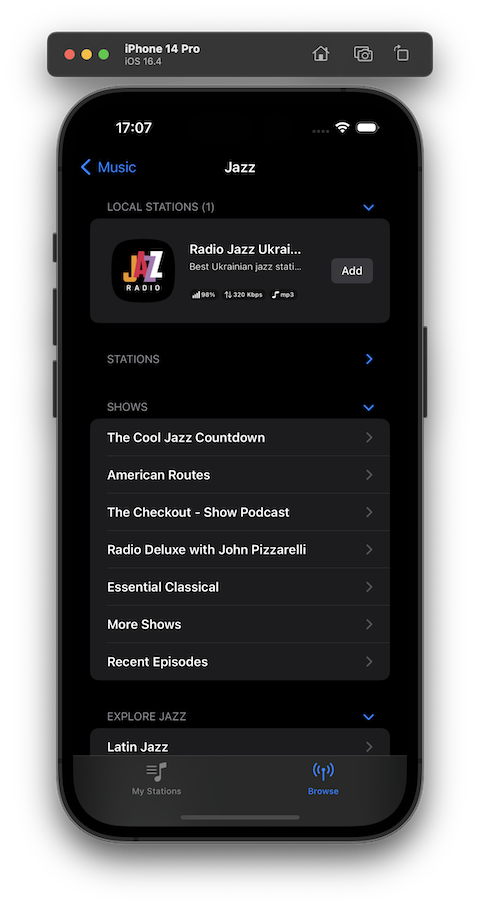 iPhone 14 Pro
iOS 16.4
17:07
Music
Jazz
LOCAL STATIONS (1)
JAZZ
RADIO
Radio Jazz Ukrai...
Best Ukrainian jazz stati...
98%
320 Kbps
mp3
Add
STATIONS
SHOWS
The Cool Jazz Countdown
American Routes
The Checkout - Show Podcast
Radio Deluxe with John Pizzarelli
Essential Classical
More Shows
Recent Episodes
EXPLORE JAZZ
Latin Jazz
My Stations
Browse